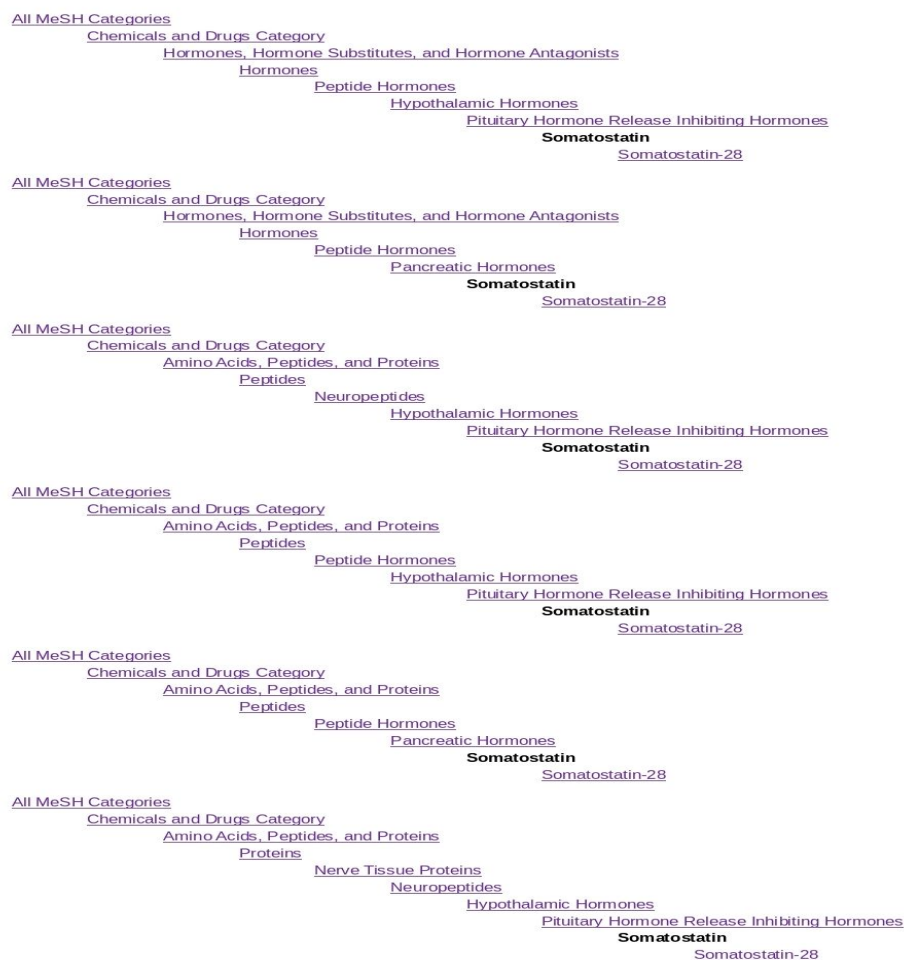 All MeSH Categories
Chemicals and Drugs Category
Hormones, Hormone Substitutes, and Hormone Antagonists
Hormones
Peptide Hormones
Hypothalamic Hormones
Pituitary Hormone Release Inhibiting Hormones
Somatostatin
Somatostatin-28
All MeSH Categories
Chemicals and Drugs Category
Hormones, Hormone Substitutes, and Hormone Antagonists
Hormones
Peptide Hormones
Pancreatic Hormones
Somatostatin
Somatostatin-28
All MeSH Categories
Chemicals and Drugs Category
Amino Acids, Peptides, and Proteins
Peptides
Neuropeptides
Hypothalamic Hormones
Pituitary Hormone Release Inhibiting Hormones
Somatostatin
Somatostatin-28
All MeSH Categories
Chemicals and Drugs Category
Amino Acids, Peptides, and Proteins
Peptides
Peptide Hormones
Hypothalamic Hormones
Pituitary Hormone Release Inhibiting Hormones
Somatostatin
Somatostatin-28
All MeSH Categories
Chemicals and Drugs Category
Amino Acids, Peptides, and Proteins
Peptides
Peptide Hormones
Pancreatic Hormones
Somatostatin
Somatostatin-28
All MeSH Categories
Chemicals and Drugs Category
Amino Acids, Peptides, and Proteins
Proteins
Nerve Tissue Proteins
Neuropeptides
Hypothalamic Hormones
Pituitary Hormone Release Inhibiting Hormones
Somatostatin
Somatostatin-28